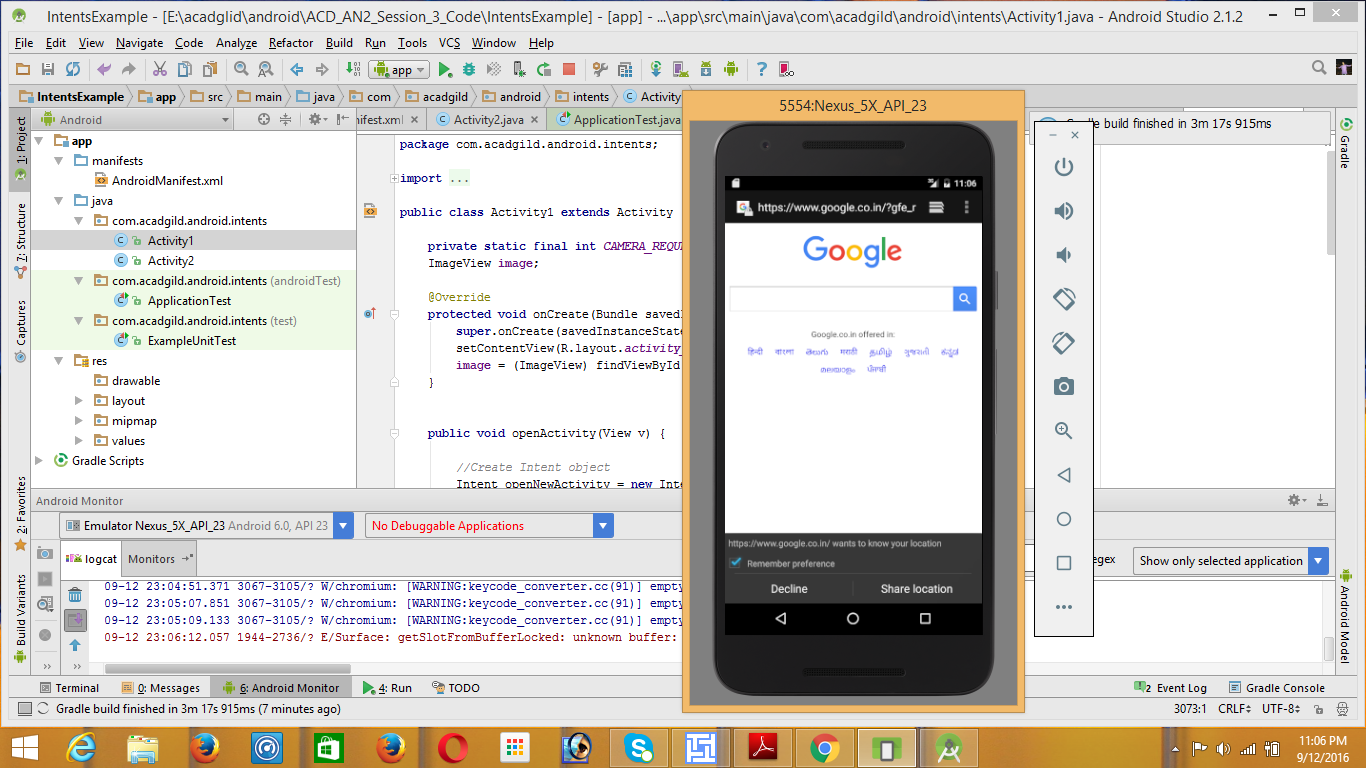 IntentsExample - [E:\acadglid\android\ACD_AN2_Session_3_Code\IntentsExample] - [app] - ...\app\src\main\java\com\acadgild\android\intents\Activity1.java - Android Studio 2.1.2
File Edit View Navigate Code Analyze Refactor Build Run Tools VCS Window Help
app
IntentsExample app src main java com acadgild android intents Activity
Android
nifest.xml Activity2.java ApplicationTest.java
1: Project
7: Structure
Captures
2: Favorites
Build Variants
app
manifests
AndroidManifest.xml
java
com.acadgild.android.intents
Activity1
Activity2
com.acadgild.android.intents (androidTest)
ApplicationTest
com.acadgild.android.intents (test)
ExampleUnitTest
res
drawable
layout
mipmap
values
Gradle Scripts
package com.acadgild.android.intents;
import ...
public class Activity1 extends Activity
private static final int CAMERA_REQU
ImageView image;
@Override
protected void onCreate(Bundle saved
super.onCreate(savedInstanceState
setContentView(R.layout.activity_
image = (ImageView) findViewById
}
public void openActivity(View v) {
//Create Intent object
Intent openNewActivity = new Inte
5554:Nexus_5X_API_23
11:06
https://www.google.co.in/?gfe_r
Google
Google.co.in offered in:
हिन्दी বাংলা తెలుగు मराठी தமிழ் ગુજરાતી ಕನ್ನಡ
മലയാളം ਪੰਜਾਬੀ
https://www.google.co.in/ wants to know your location
Remember preference
Decline Share location
Gradle build finished in 3m 17s 915ms
Gradle
Android Model
Android Monitor
Emulator Nexus_5X_API_23 Android 6.0, API 23
No Debuggable Applications
logcat Monitors
egex
Show only selected application
09-12 23:04:51.371 3067-3105/? W/chromium: [WARNING:keycode_converter.cc(91)] empty
09-12 23:05:07.851 3067-3105/? W/chromium: [WARNING:keycode_converter.cc(91)] empty
09-12 23:05:09.133 3067-3105/? W/chromium: [WARNING:keycode_converter.cc(91)] empty
09-12 23:06:12.057 1944-2736/? E/Surface: getSlotFromBufferLocked: unknown buffer:
Terminal 0: Messages 6: Android Monitor 4: Run TODO
2 Event Log Gradle Console
Gradle build finished in 3m 17s 915ms (7 minutes ago)
3073:1 CRLF UTF-8
11:06 PM
9/12/2016